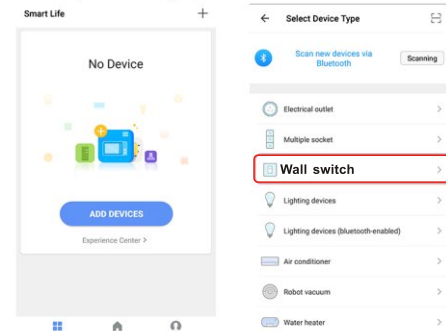 Smart Life
No Device
ADD DEVICES
Experience Center >
Select Device Type
Scan new devices via
Bluetooth
Scanning
Electrical outlet
Multiple socket
Wall switch
Lighting devices
Lighting devices (bluetooth-enabled)
Air conditioner
Robot vacuum
Water heater